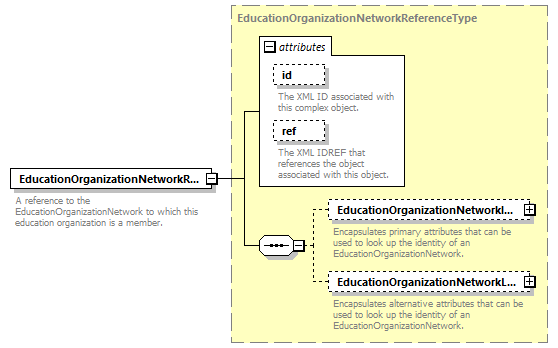 EducationOrganizationNetworkReferenceType
attributes
id
The XML ID associated with
this complex object.
ref
The XML IDREF that
references the object
associated with this object.
EducationOrganizationNetworkR...
A reference to the
EducationOrganizationNetwork to which this
education organization is a member.
EducationOrganizationNetworkI...
Encapsulates primary attributes that can be
used to look up the identity of an
EducationOrganizationNetwork.
EducationOrganizationNetworkL...
Encapsulates alternative attributes that can be
used to look up the identity of an
EducationOrganizationNetwork.